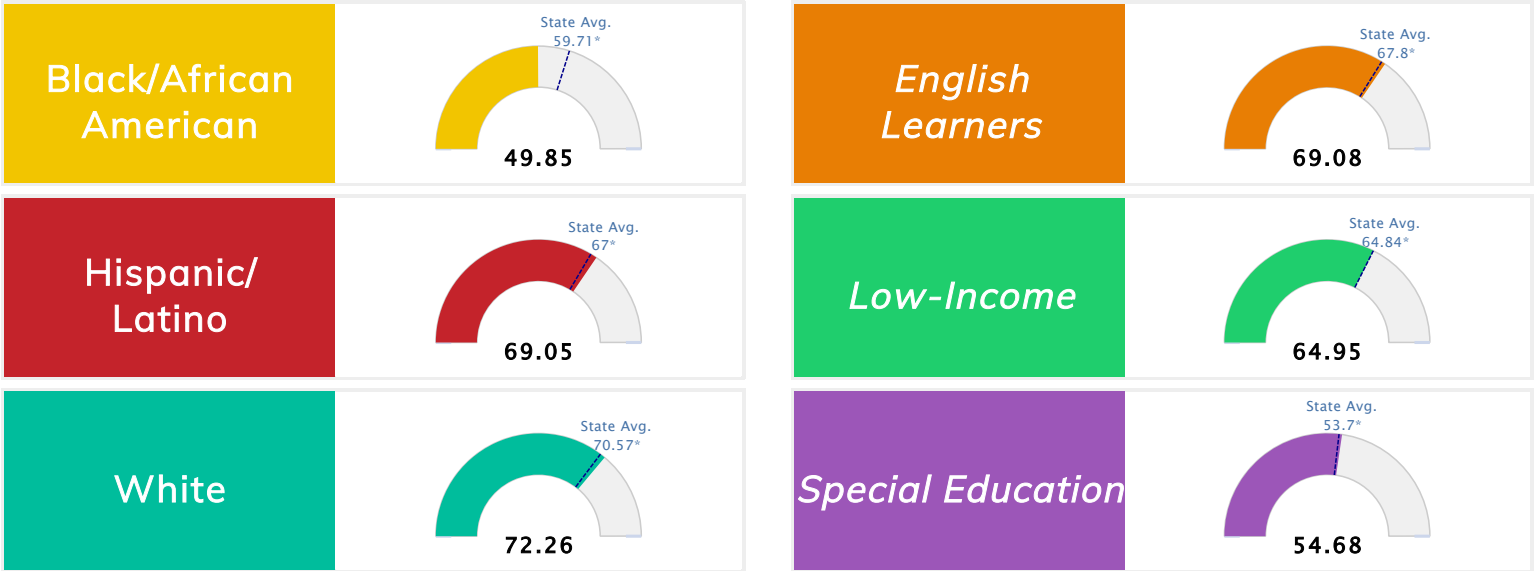 Black/African
American
State Avg.
59.71*
49.85
English
Learners
State Avg.
67.8*
69.08
Hispanic/
Latino
State Avg.
67*
69.05
Low-Income
State Avg.
64.84*
64.95
White
State Avg.
70.57*
72.26
Special Education
State Avg.
53.7*
54.68